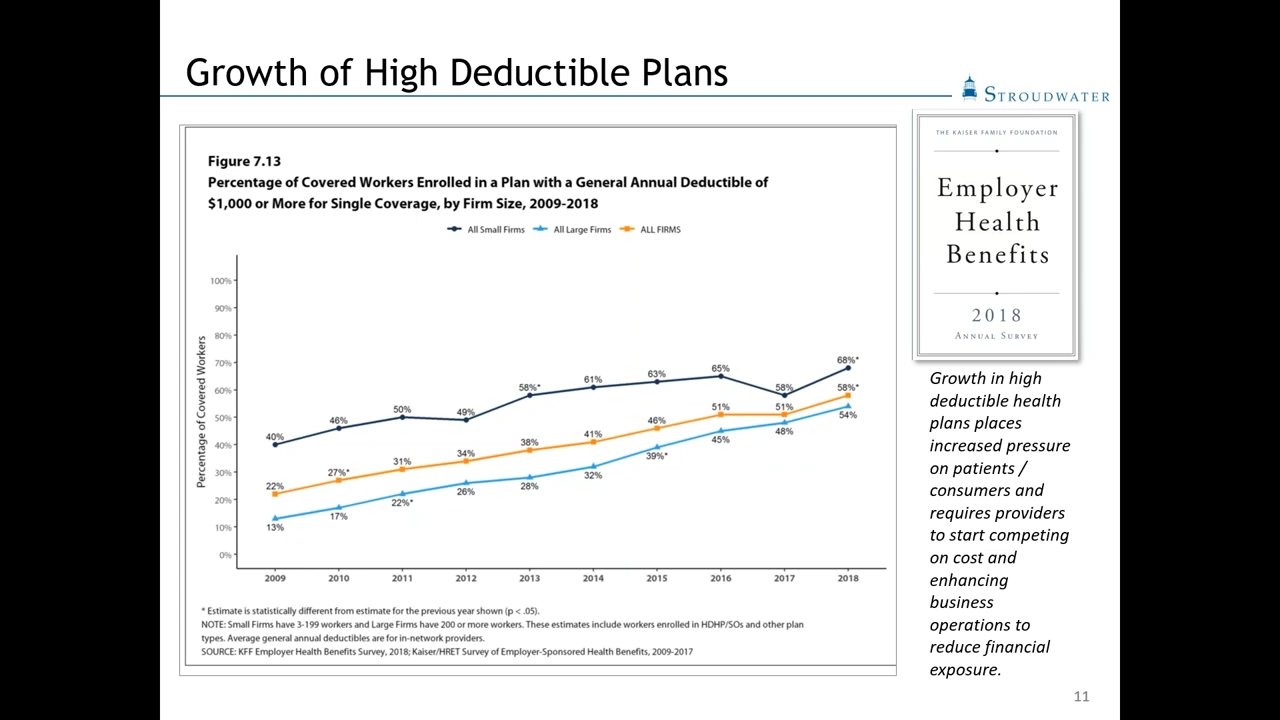 Growth of High Deductible Plans
STROUDWATER
Figure 7.13
Percentage of Covered Workers Enrolled in a Plan with a General Annual Deductible of
$1,000 or More for Single Coverage, by Firm Size, 2009-2018
All Small Firms All Large Firms ALL FIRMS
Percentage of Covered Workers
100%
90%
80%
70%
60%
50%
40%
30%
20%
10%
0%
40% 46% 50% 49% 58%* 61% 63% 65% 58% 68%*
22% 27%* 31% 34% 38% 41% 46% 51% 51% 58%*
13% 17% 22%* 26% 28% 32% 39%* 45% 48% 54%
2009 2010 2011 2012 2013 2014 2015 2016 2017 2018
* Estimate is statistically different from estimate for the previous year shown (p < .05).
NOTE: Small Firms have 3-199 workers and Large Firms have 200 or more workers. These estimates include workers enrolled in HDHP/SOs and other plan
types. Average general annual deductibles are for in-network providers.
SOURCE: KFF Employer Health Benefits Survey, 2018; Kaiser/HRET Survey of Employer-Sponsored Health Benefits, 2009-2017
THE KAISER FAMILY FOUNDATION
Employer
Health
Benefits
2018
ANNUAL SURVEY
Growth in high
deductible health
plans places
increased pressure
on patients /
consumers and
requires providers
to start competing
on cost and
enhancing
business
operations to
reduce financial
exposure.
11